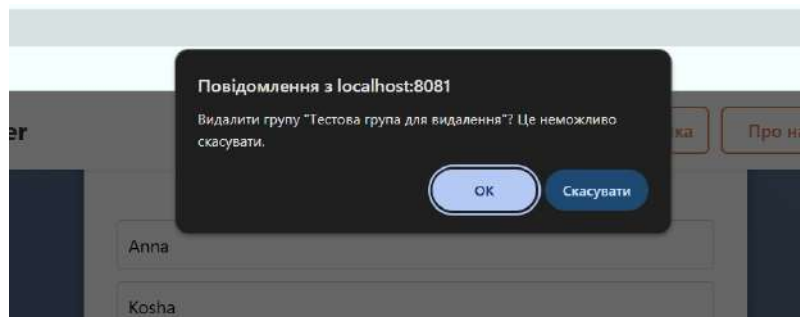 Повідомлення з localhost:8081
Видалити групу "Тестова група для видалення"? Це неможливо
скасувати.
er
ка
Про на
ОК
Скасувати
Anna
Kosha